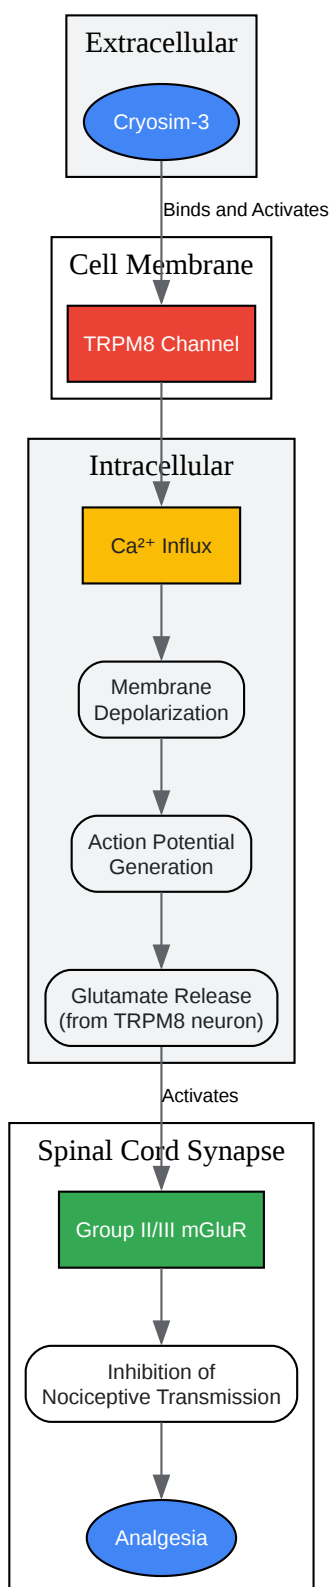 Extracellular
Cryosim-3
Binds and Activates
Cell Membrane
TRPM8 Channel
Intracellular
Ca²⁺ Influx
Membrane
Depolarization
Action Potential
Generation
Glutamate Release
(from TRPM8 neuron)
Activates
Spinal Cord Synapse
Group II/III mGluR
Inhibition of
Nociceptive Transmission
Analgesia